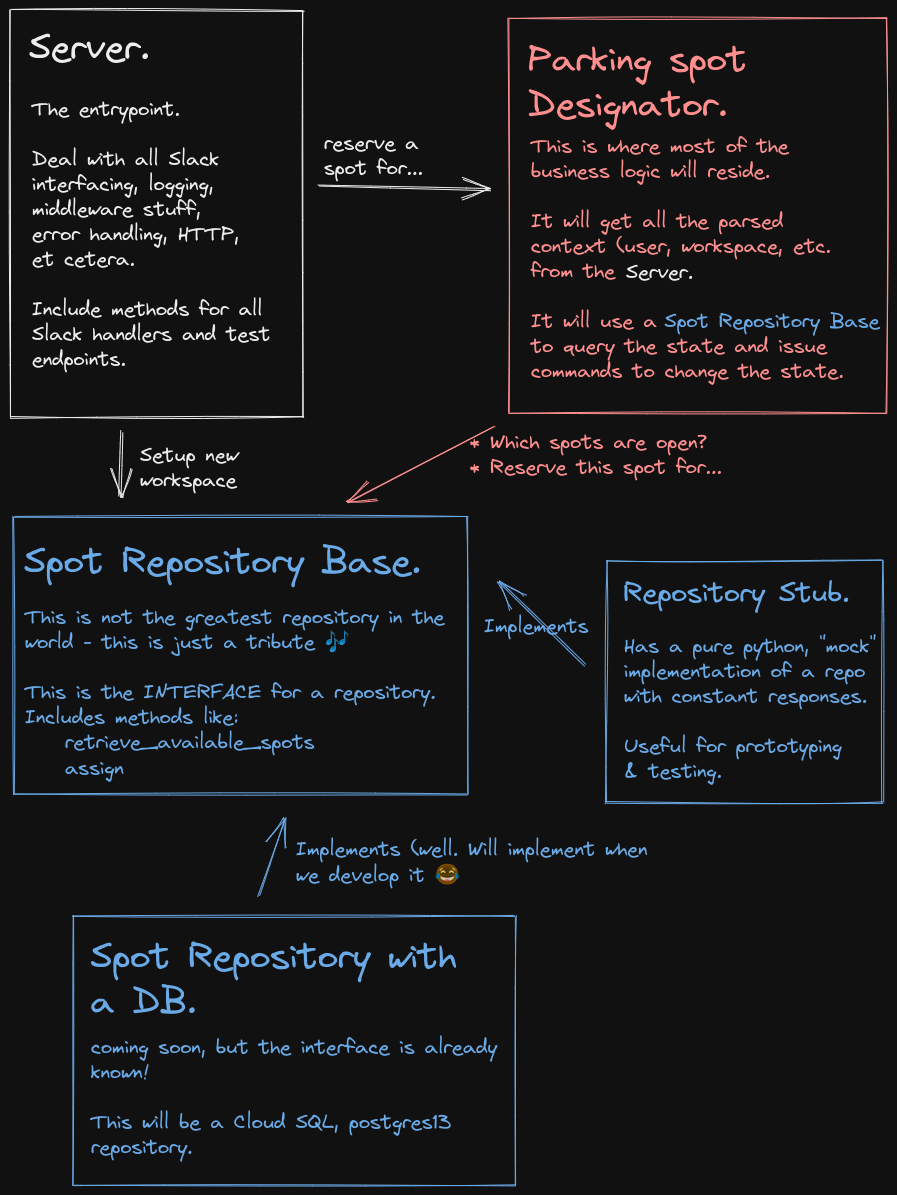 Server.
The entrypoint.
Deal with all Slack
interfacing, logging,
middleware stuff,
error handling, HTTP,
et cetera.
Include methods for all
Slack handlers and test
endpoints.
reserve a
spot for...
Parking spot
Designator.
This is where most of the
business logic will reside.
It will get all the parsed
context (user, workspace, etc.
from the Server.
It will use a Spot Repository Base
to query the state and issue
commands to change the state.
Setup new
workspace
* Which spots are open?
* Reserve this spot for...
Spot Repository Base.
This is not the greatest repository in the
world - this is just a tribute 🎶
This is the INTERFACE for a repository.
Includes methods like:
retrieve_available_spots
assign
Implements
Repository Stub.
Has a pure python, "mock"
implementation of a repo
with constant responses.
Useful for prototyping
& testing.
Implements (well. Will implement when
we develop it 😂
Spot Repository with
a DB.
coming soon, but the interface is already
known!
This will be a Cloud SQL, postgres13
repository.